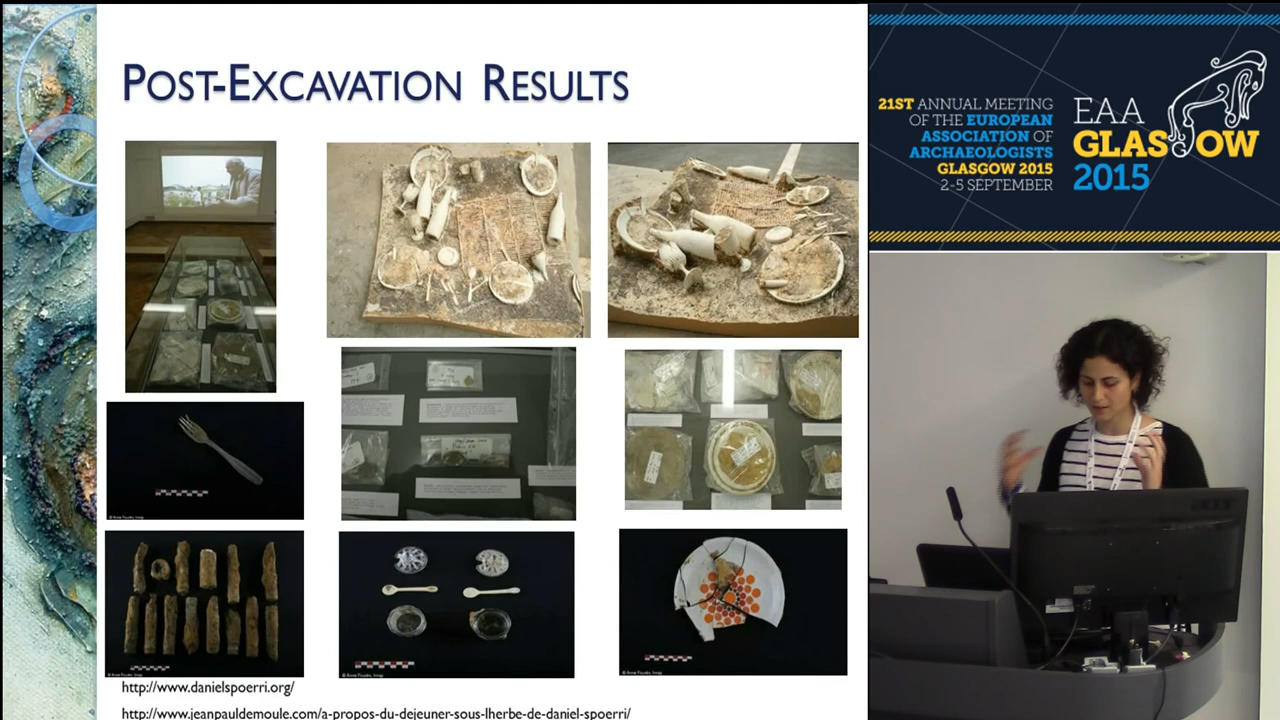 POST-EXCAVATION RESULTS
21ST ANNUAL MEETING
OF THE EUROPEAN
ASSOCIATION OF
ARCHAEOLOGISTS
GLASGOW 2015
2-5 SEPTEMBER
EAA
GLASGOW
2015
http://www.danielspoerri.org/
http://www.jeanpauldemoule.com/a-propos-du-dejeuner-sous-lherbe-de-daniel-spoerri/